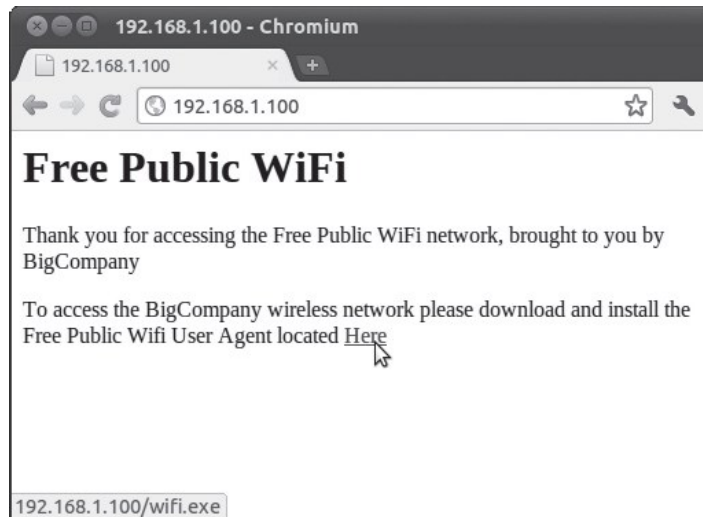 192.168.1.100 - Chromium
192.168.1.100
192.168.1.100
Free Public WiFi
Thank you for accessing the Free Public WiFi network, brought to you by
BigCompany
To access the BigCompany wireless network please download and install the
Free Public Wifi User Agent located Here
192.168.1.100/wifi.exe